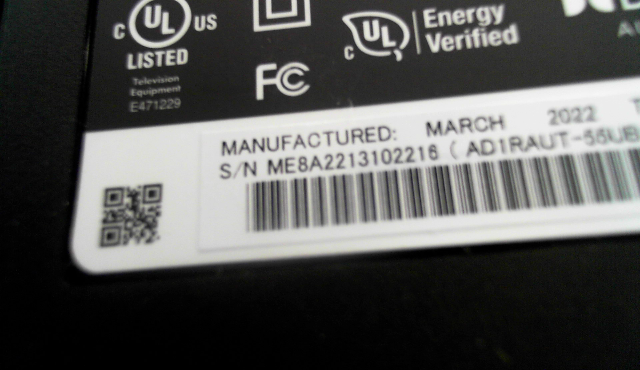 c UL US
LISTED
Television
Equipment
E471229
FC
c UL
Energy
Verified
MANUFACTURED: MARCH 2022
S/N ME8A2213102216 ( AD1RAUT-55UB